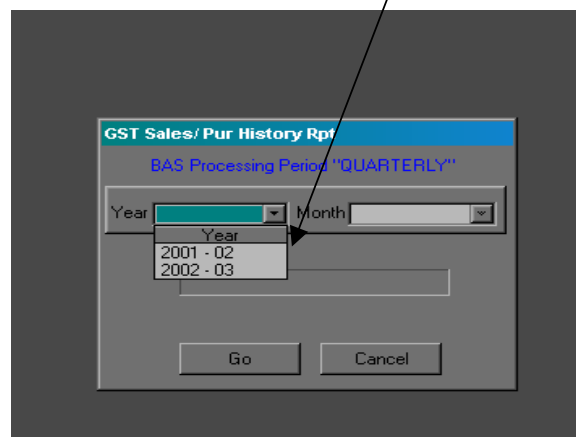 GST Sales/ Pur History Rpt
BAS Processing Period "QUARTERLY"
Year Month
Year
2001 - 02
2002 - 03
Go Cancel